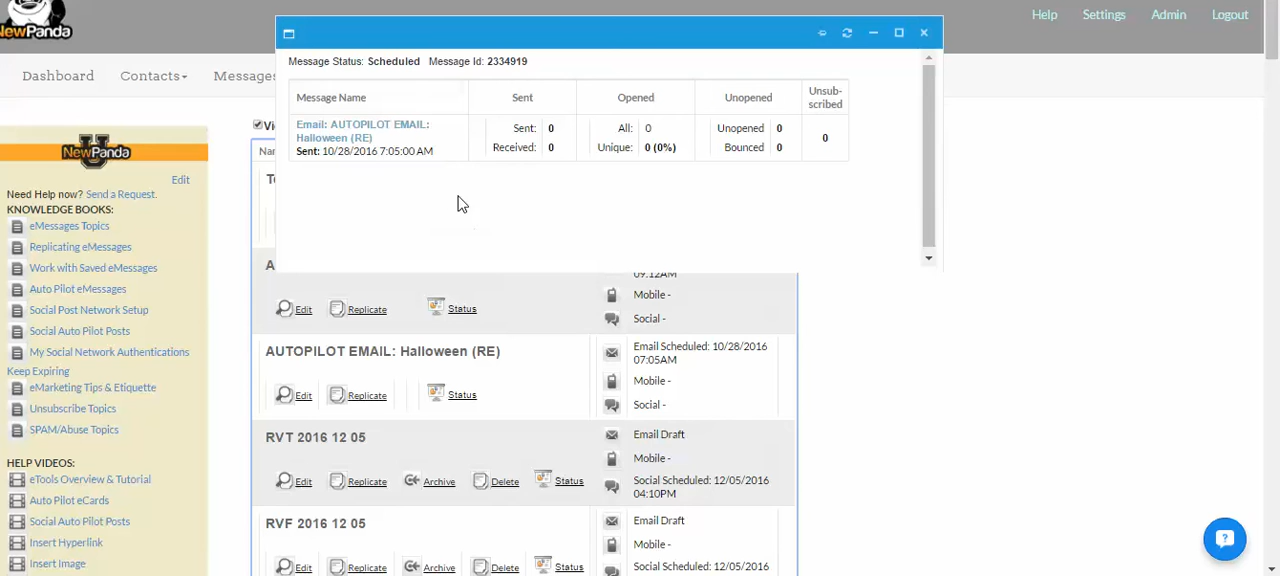 NewPanda
Help Settings Admin Logout
Dashboard Contacts Messages
Message Status: Scheduled Message Id: 2334919
Message Name Sent Opened Unopened Unsub-
scribed
Email: AUTOPILOT EMAIL:
Halloween (RE)
Sent: 10/28/2016 7:05:00 AM
Sent: 0
Received: 0
All: 0
Unique: 0 (0%)
Unopened 0
Bounced 0
0
U
NewPanda
Edit
Need Help now? Send a Request.
KNOWLEDGE BOOKS:
eMessages Topics
Replicating eMessages
Work with Saved eMessages
Auto Pilot eMessages
Social Post Network Setup
Social Auto Pilot Posts
My Social Network Authentications
Keep Expiring
eMarketing Tips & Etiquette
Unsubscribe Topics
SPAM/Abuse Topics
HELP VIDEOS:
eTools Overview & Tutorial
Auto Pilot eCards
Social Auto Pilot Posts
Insert Hyperlink
Insert Image
09:12AM
Mobile -
Social -
Edit Replicate Status
AUTOPILOT EMAIL: Halloween (RE)
Email Scheduled: 10/28/2016
07:05AM
Mobile -
Social -
Edit Replicate Status
RVT 2016 12 05
Email Draft
Mobile -
Social Scheduled: 12/05/2016
04:10PM
Edit Replicate Archive Delete Status
RVF 2016 12 05
Email Draft
Mobile -
Social Scheduled: 12/05/2016
Edit Replicate Archive Delete Status